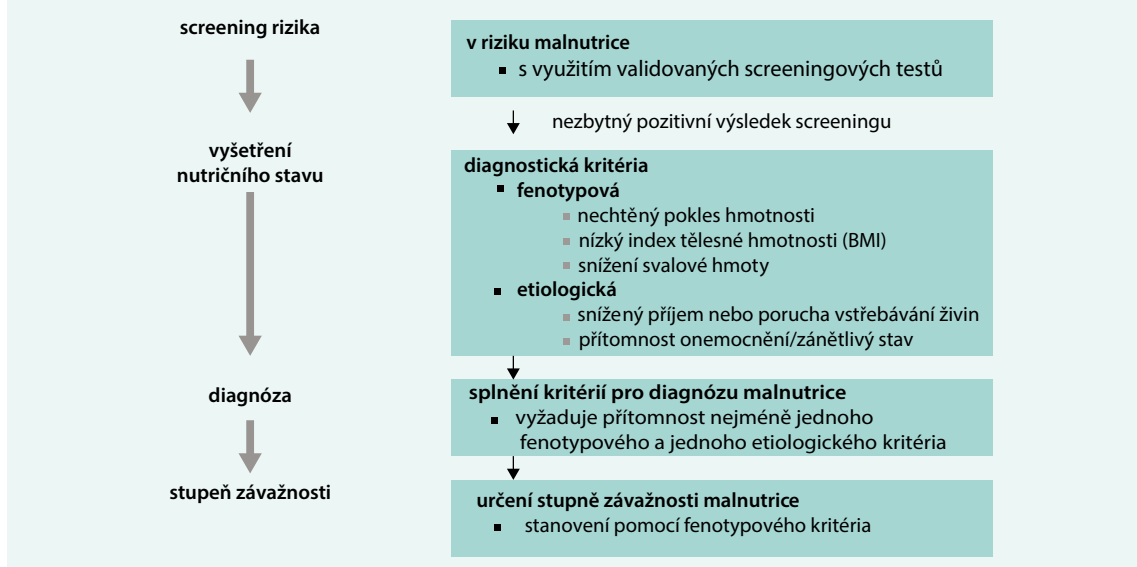 screening rizika
v riziku malnutrice
s využitím validovaných screeningových testů
nezbytný pozitivní výsledek screeningu
vyšetření
nutričního stavu
diagnostická kritéria
fenotypová
nechtěný pokles hmotnosti
nízký index tělesné hmotnosti (BMI)
snížení svalové hmoty
etiologická
snížený příjem nebo porucha vstřebávání živin
přítomnost onemocnění/zánětlivý stav
diagnóza
splnění kritérií pro diagnózu malnutrice
vyžaduje přítomnost nejméně jednoho
fenotypového a jednoho etiologického kritéria
stupeň závažnosti
určení stupně závažnosti malnutrice
stanovení pomocí fenotypového kritéria